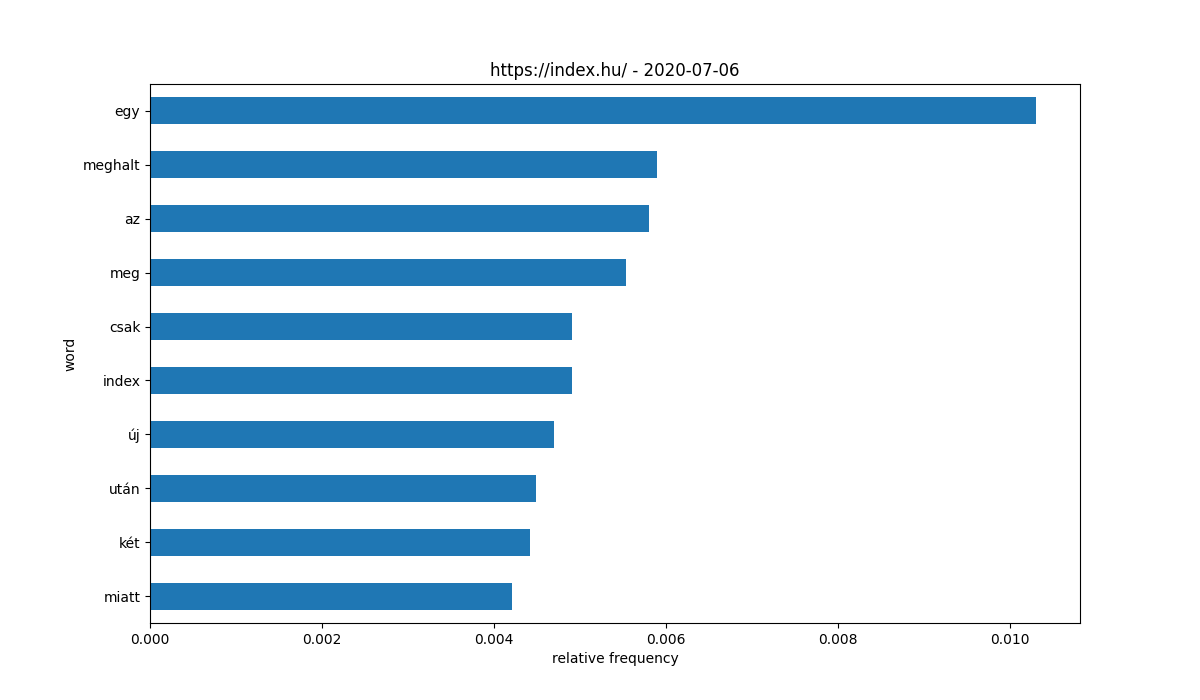 https://index.hu/ - 2020-07-06
egy
meghalt
az
meg
csak
index
új
után
két
miatt
word
0.000 0.002 0.004 0.006 0.008 0.010
relative frequency